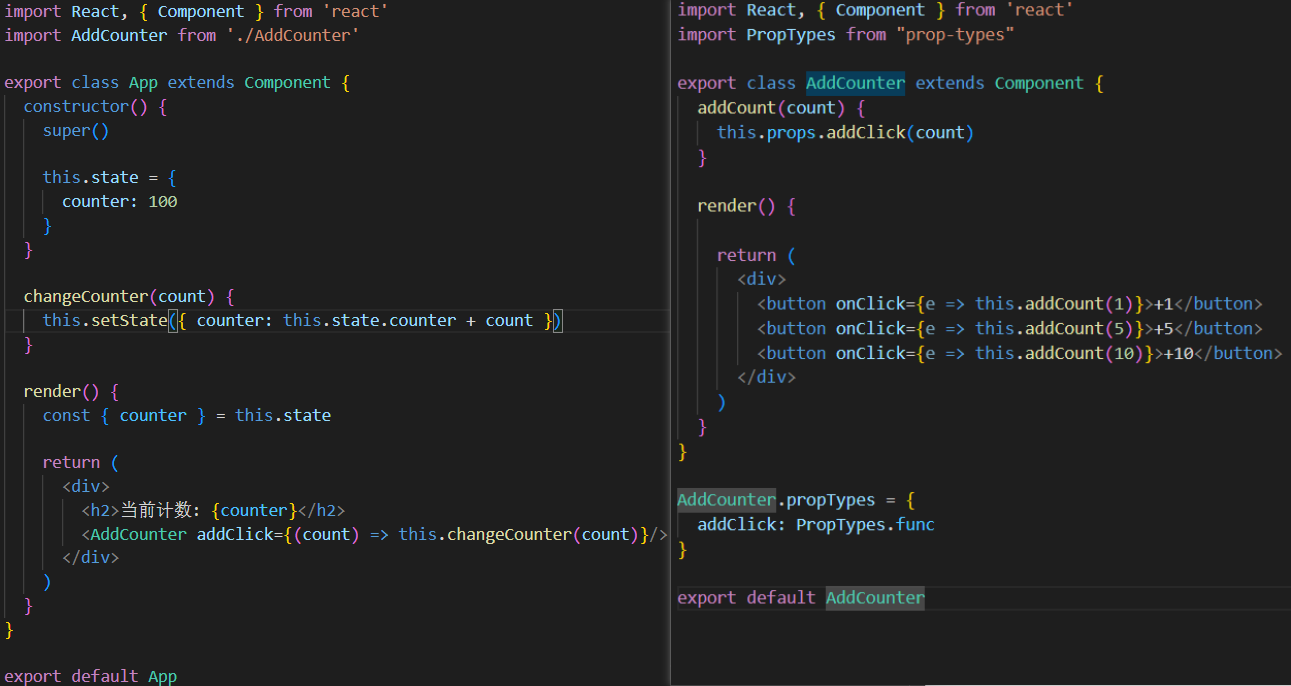 import React, { Component } from 'react'
import AddCounter from './AddCounter'
export class App extends Component {
constructor() {
super()
this.state = {
counter: 100
}
}
changeCounter(count) {
this.setState({ counter: this.state.counter + count })
}
render() {
const { counter } = this.state
return (
<div>
<h2>当前计数: {counter}</h2>
<AddCounter addClick={(count) => this.changeCounter(count)}/>
</div>
)
}
}
export default App
import React, { Component } from 'react'
import PropTypes from "prop-types"
export class AddCounter extends Component {
addCount(count) {
this.props.addClick(count)
}
render() {
return (
<div>
<button onClick={e => this.addCount(1)}>+1</button>
<button onClick={e => this.addCount(5)}>+5</button>
<button onClick={e => this.addCount(10)}>+10</button>
</div>
)
}
}
AddCounter.propTypes = {
addClick: PropTypes.func
}
export default AddCounter